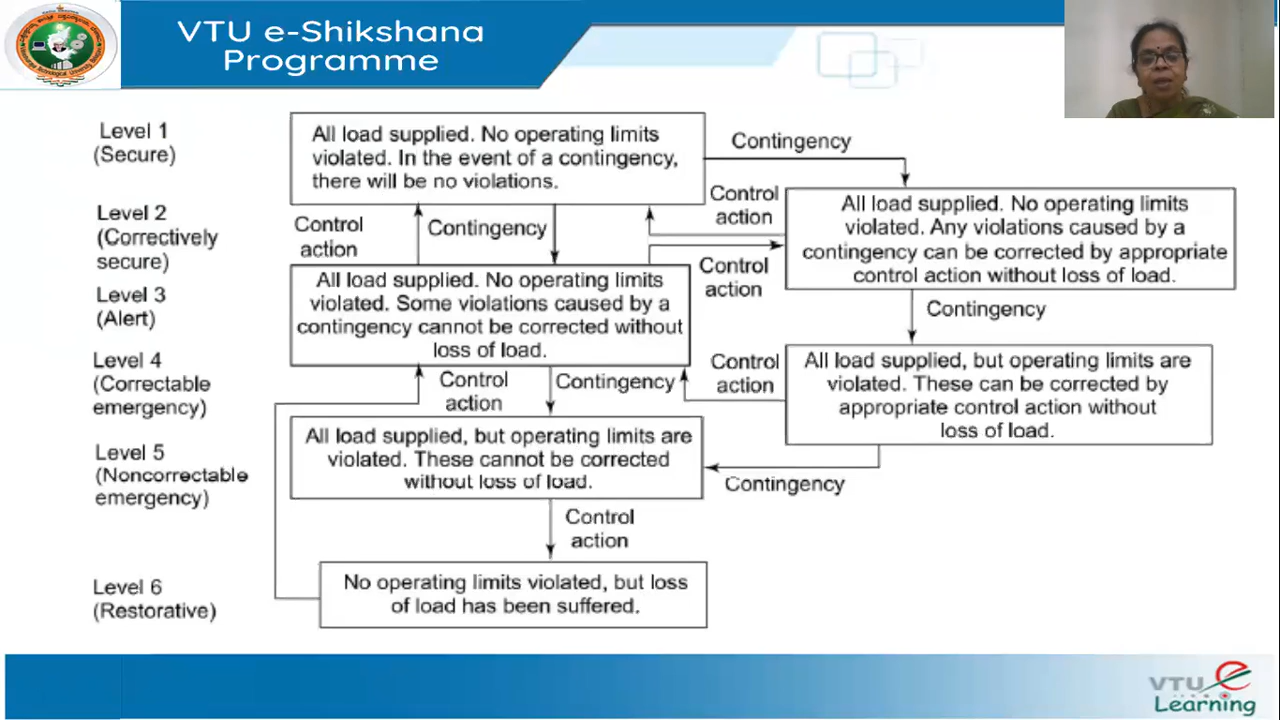 VTU e-Shikshana
Programme
Level 1
(Secure)
All load supplied. No operating limits
violated. In the event of a contingency,
there will be no violations.
Contingency
Level 2
(Correctively
secure)
Control
action
Contingency
Control
action
All load supplied. No operating limits
violated. Any violations caused by a
contingency can be corrected by appropriate
control action without loss of load.
Control
action
Level 3
(Alert)
All load supplied. No operating limits
violated. Some violations caused by a
contingency cannot be corrected without
loss of load.
Contingency
Level 4
(Correctable
emergency)
Control
action
Contingency
Control
action
All load supplied, but operating limits are
violated. These can be corrected by
appropriate control action without
loss of load.
Level 5
(Noncorrectable
emergency)
All load supplied, but operating limits are
violated. These cannot be corrected
without loss of load.
Contingency
Control
action
Level 6
(Restorative)
No operating limits violated, but loss
of load has been suffered.
VTU e
Learning